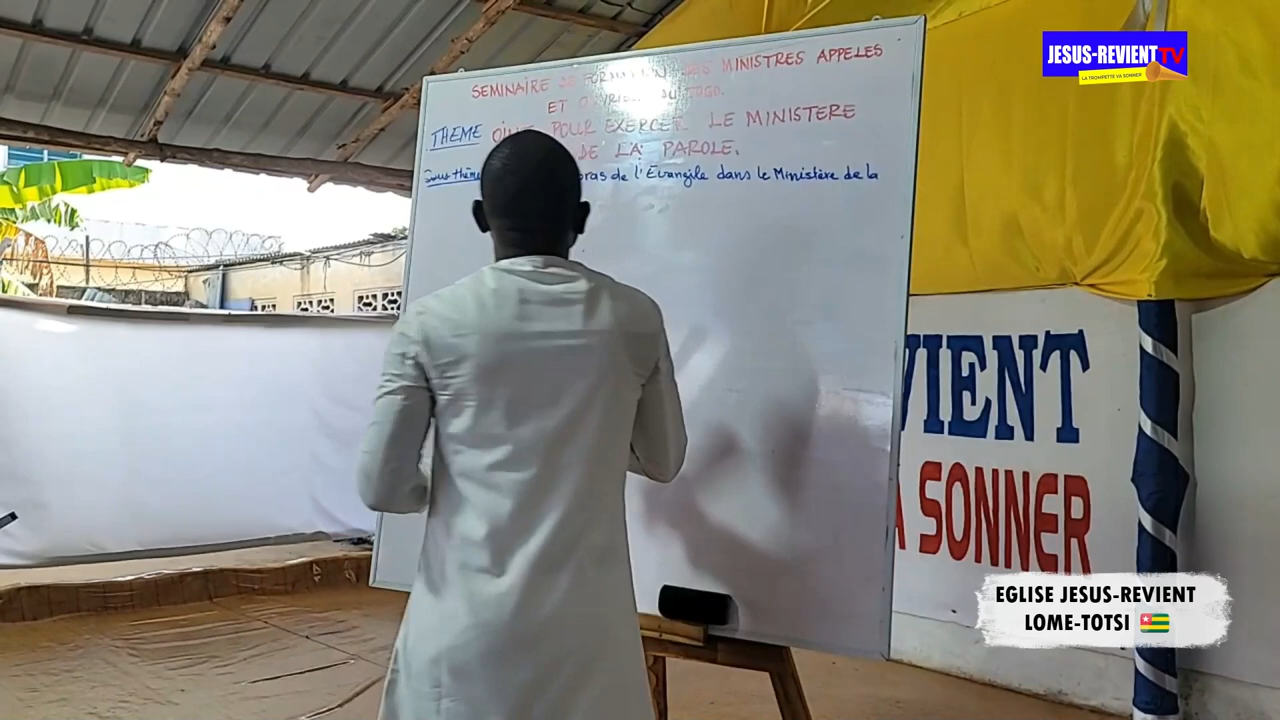 SEMINAIRE DE FORMATION DES MINISTRES APPELES
ET OUVRIERS DU TOGO.
THEME POUR EXERCER LE MINISTERE
DE LA PAROLE.
Sous-thème bras de l'Evangile dans le Ministère de la
VIENT
A SONNER
JESUS-REVIENT TV
LA TROMPETTE VA SONNER
EGLISE JESUS-REVIENT
LOME-TOTSI